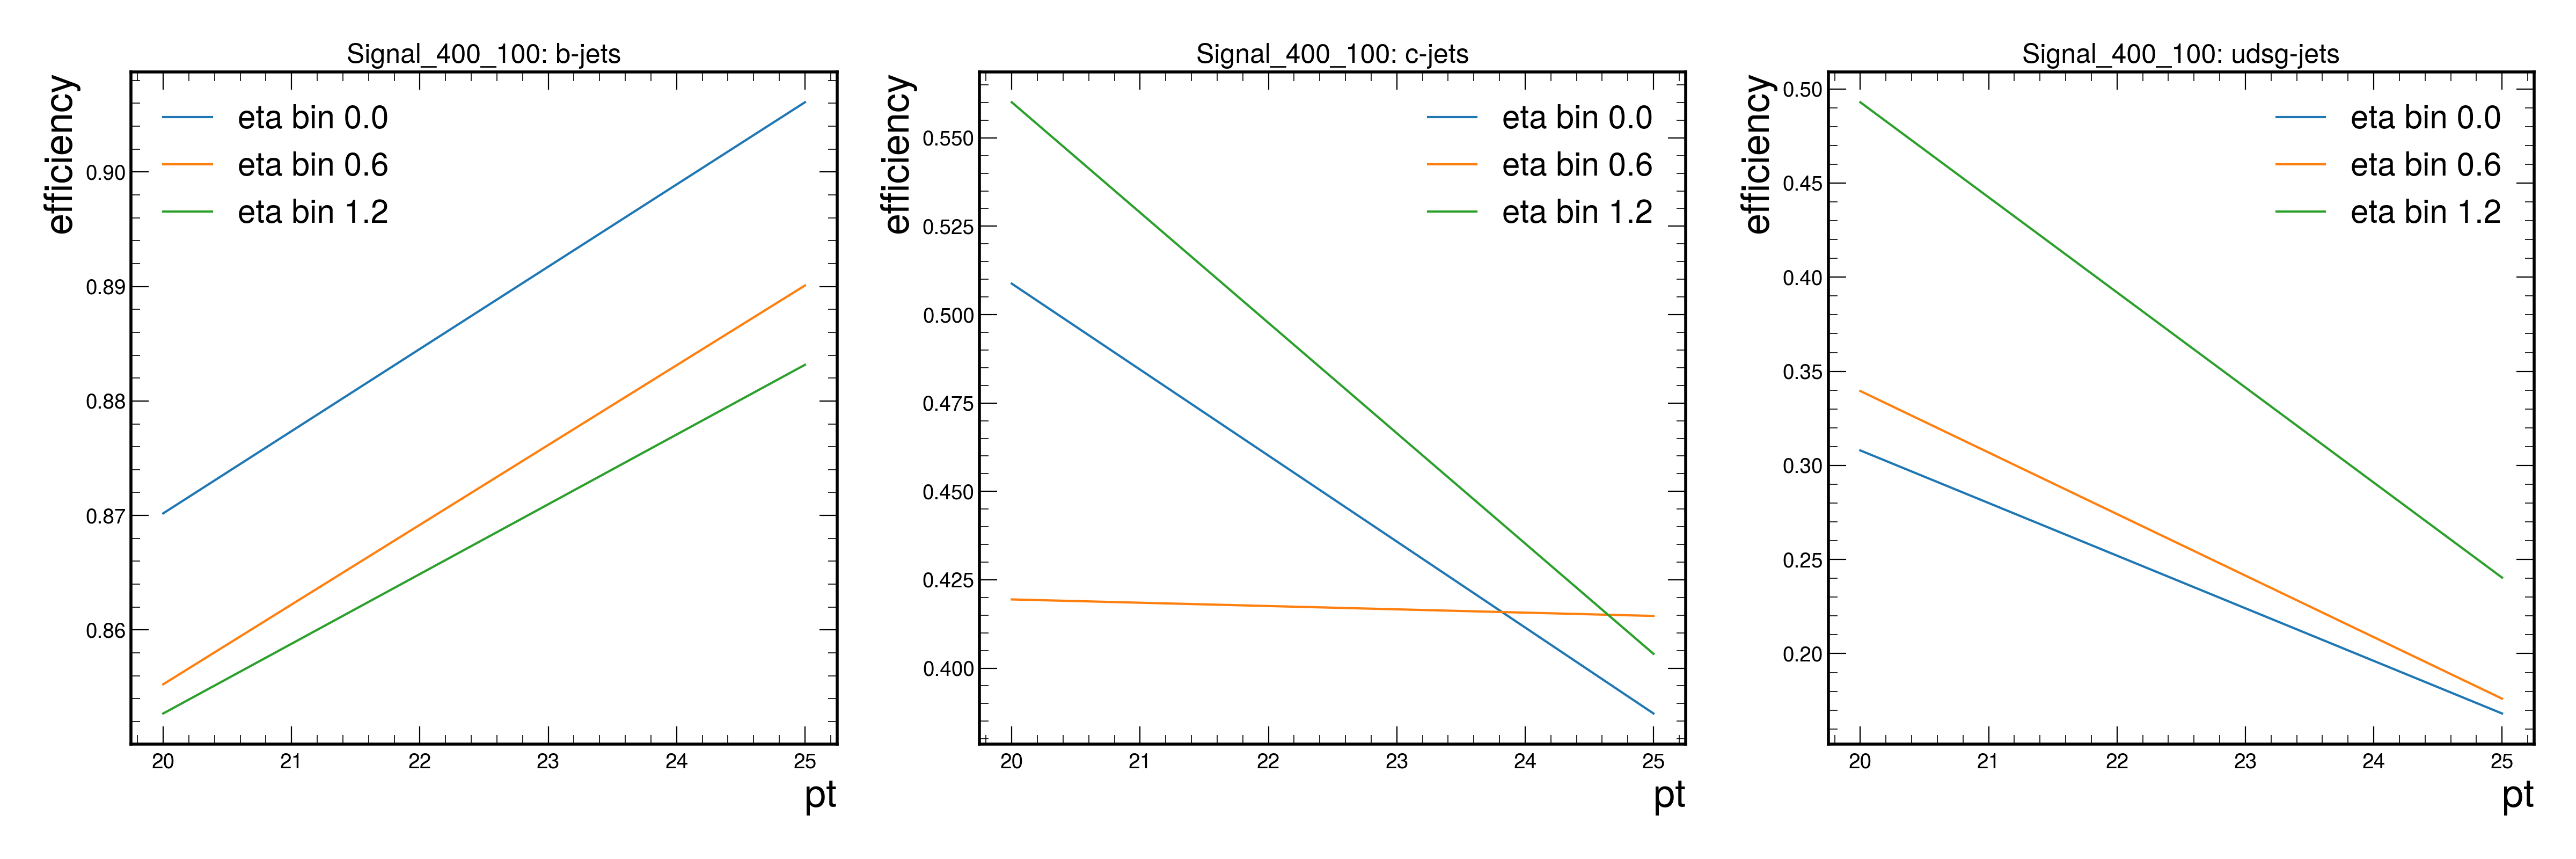 Signal_400_100: b-jets
efficiency
eta bin 0.0
eta bin 0.6
eta bin 1.2
0.90
0.89
0.88
0.87
0.86
20 21 22 23 24 25
pt
Signal_400_100: c-jets
efficiency
eta bin 0.0
eta bin 0.6
eta bin 1.2
0.550
0.525
0.500
0.475
0.450
0.425
0.400
20 21 22 23 24 25
pt
Signal_400_100: udsg-jets
efficiency
eta bin 0.0
eta bin 0.6
eta bin 1.2
0.50
0.45
0.40
0.35
0.30
0.25
0.20
20 21 22 23 24 25
pt